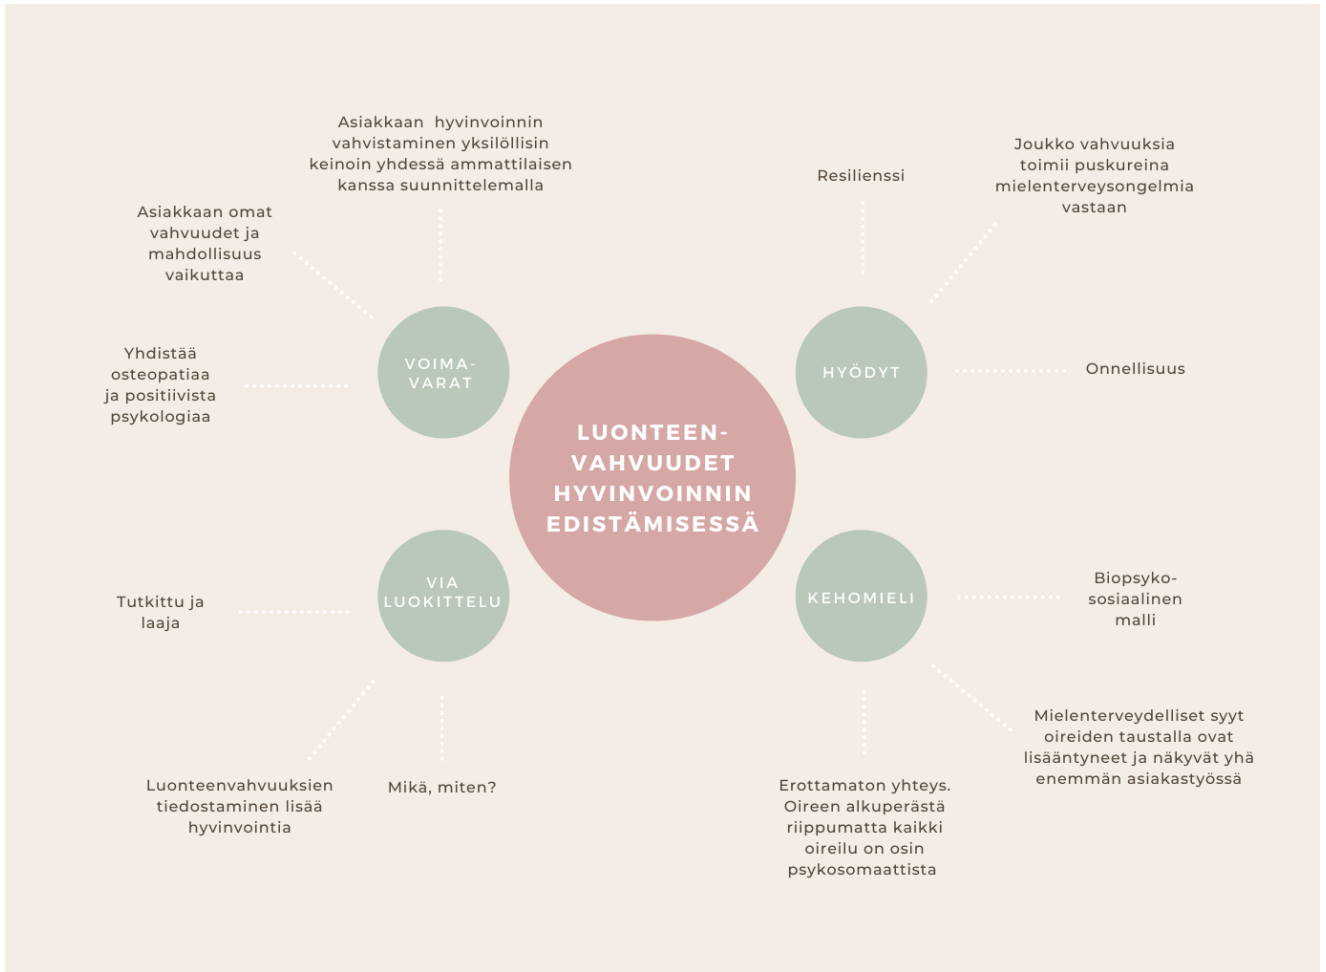 Asiakkaan hyvinvoinnin
vahvistaminen yksilöllisin
keinoin yhdessä ammattilaisen
kanssa suunnittelemalla
Asiakkaan omat
vahvuudet ja
mahdollisuus
vaikuttaa
Yhdistää
osteopatiaa
ja positiivista
psykologiaa
VOIMA-
VARAT
Resilienssi
Joukko vahvuuksia
toimii puskureina
mielenterveysongelmia
vastaan
HYÖDYT
Onnellisuus
LUONTEEN-
VAHVUUDET
HYVINVOINNIN
EDISTÄMISESSÄ
VIA
LUOKITTELU
Tutkittu ja
laaja
Luonteenvahvuuksien
tiedostaminen lisää
hyvinvointia
Mikä, miten?
KEHOMIELI
Biopsyko-
sosiaalinen
malli
Mielenterveydelliset syyt
oireiden taustalla ovat
lisääntyneet ja näkyvät yhä
enemmän asiakastyössä
Erottamaton yhteys.
Oireen alkuperästä
riippumatta kaikki
oireilu on osin
psykosomaattista